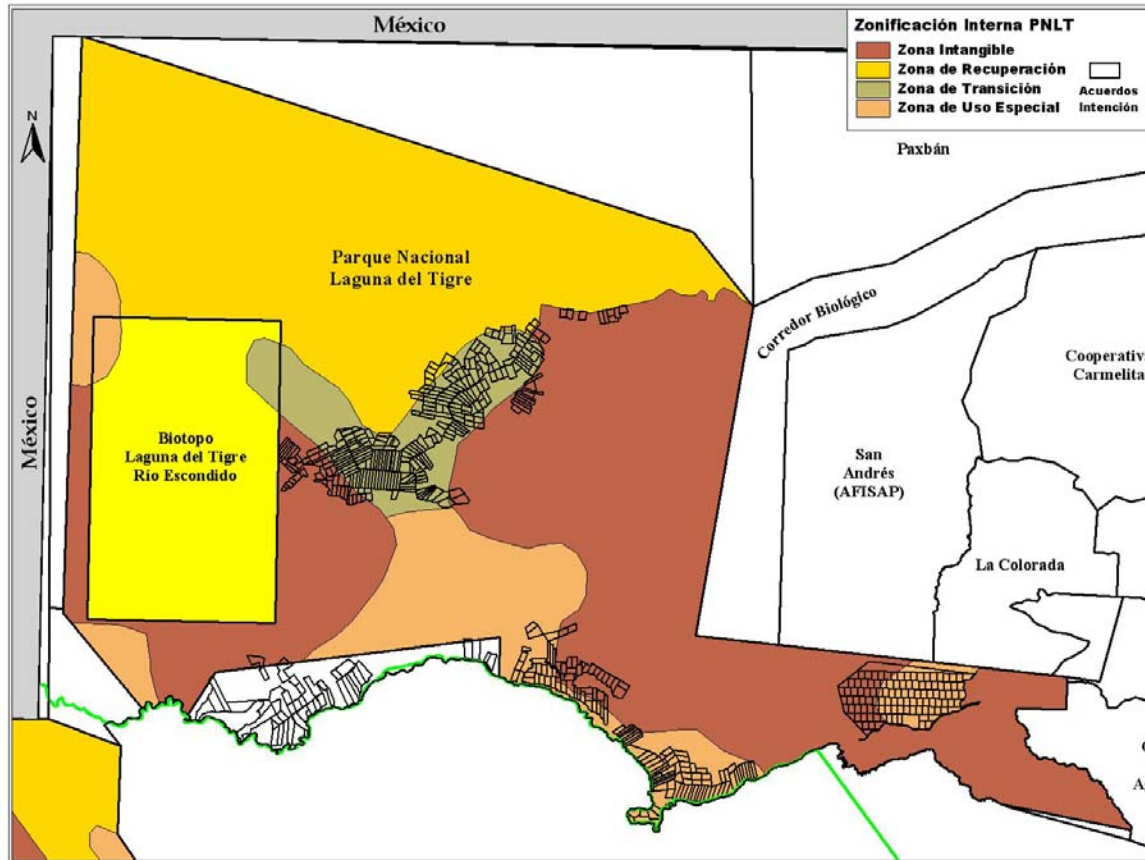 México
México
N
Zonificación Interna PNLT
Zona Intangible
Zona de Recuperación
Zona de Transición
Zona de Uso Especial
Acuerdos
Intención
Paxbán
Parque Nacional
Laguna del Tigre
Corredor Biológico
Cooperativa
Carmelita
Biotopo
Laguna del Tigre
Río Escondido
San
Andrés
(AFISAP)
La Colorada